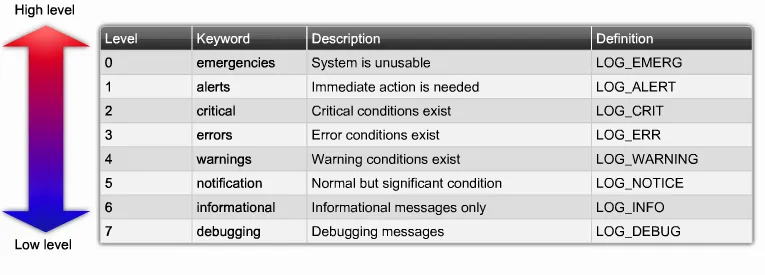 High level
Level Keyword Description Definition
0 emergencies System is unusable LOG_EMERG
1 alerts Immediate action is needed LOG_ALERT
2 critical Critical conditions exist LOG_CRIT
3 errors Error conditions exist LOG_ERR
4 warnings Warning conditions exist LOG_WARNING
5 notification Normal but significant condition LOG_NOTICE
6 informational Informational messages only LOG_INFO
7 debugging Debugging messages LOG_DEBUG
Low level